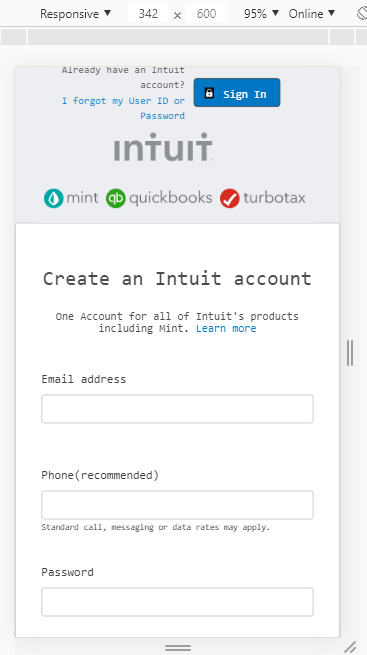 Responsive ▼ 342 x 600 95% ▼ Online ▼
Already have an Intuit
account?
I forgot my User ID or
Password
Sign In
intuit
mint qb quickbooks turbotax
Create an Intuit account
One Account for all of Intuit's products
including Mint. Learn more
Email address
Phone(recommended)
Standard call, messaging or data rates may apply.
Password